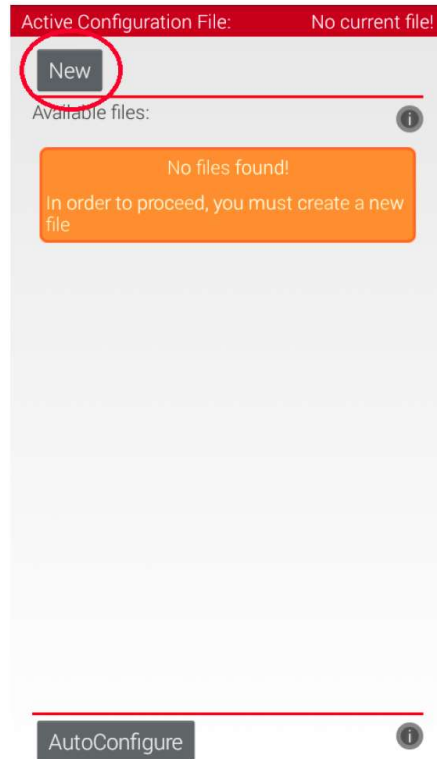 Active Configuration File: No current file!
New
Available files:
No files found!
In order to proceed, you must create a new
file
AutoConfigure